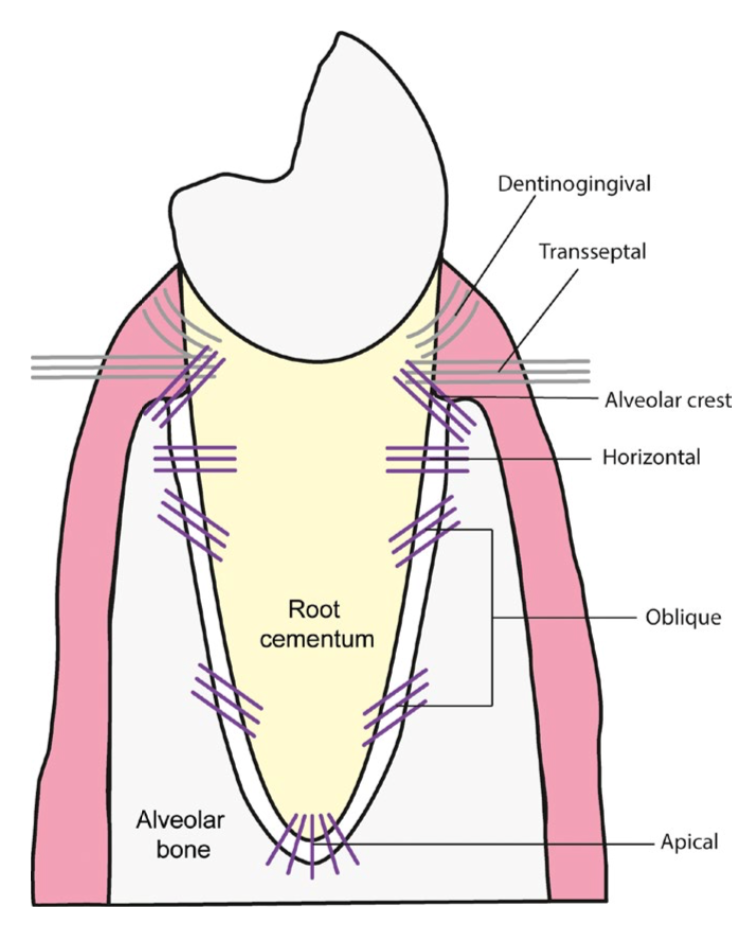 Dentinogingival
Transseptal
Alveolar crest
Horizontal
Root
cementum
Oblique
Alveolar
bone
Apical